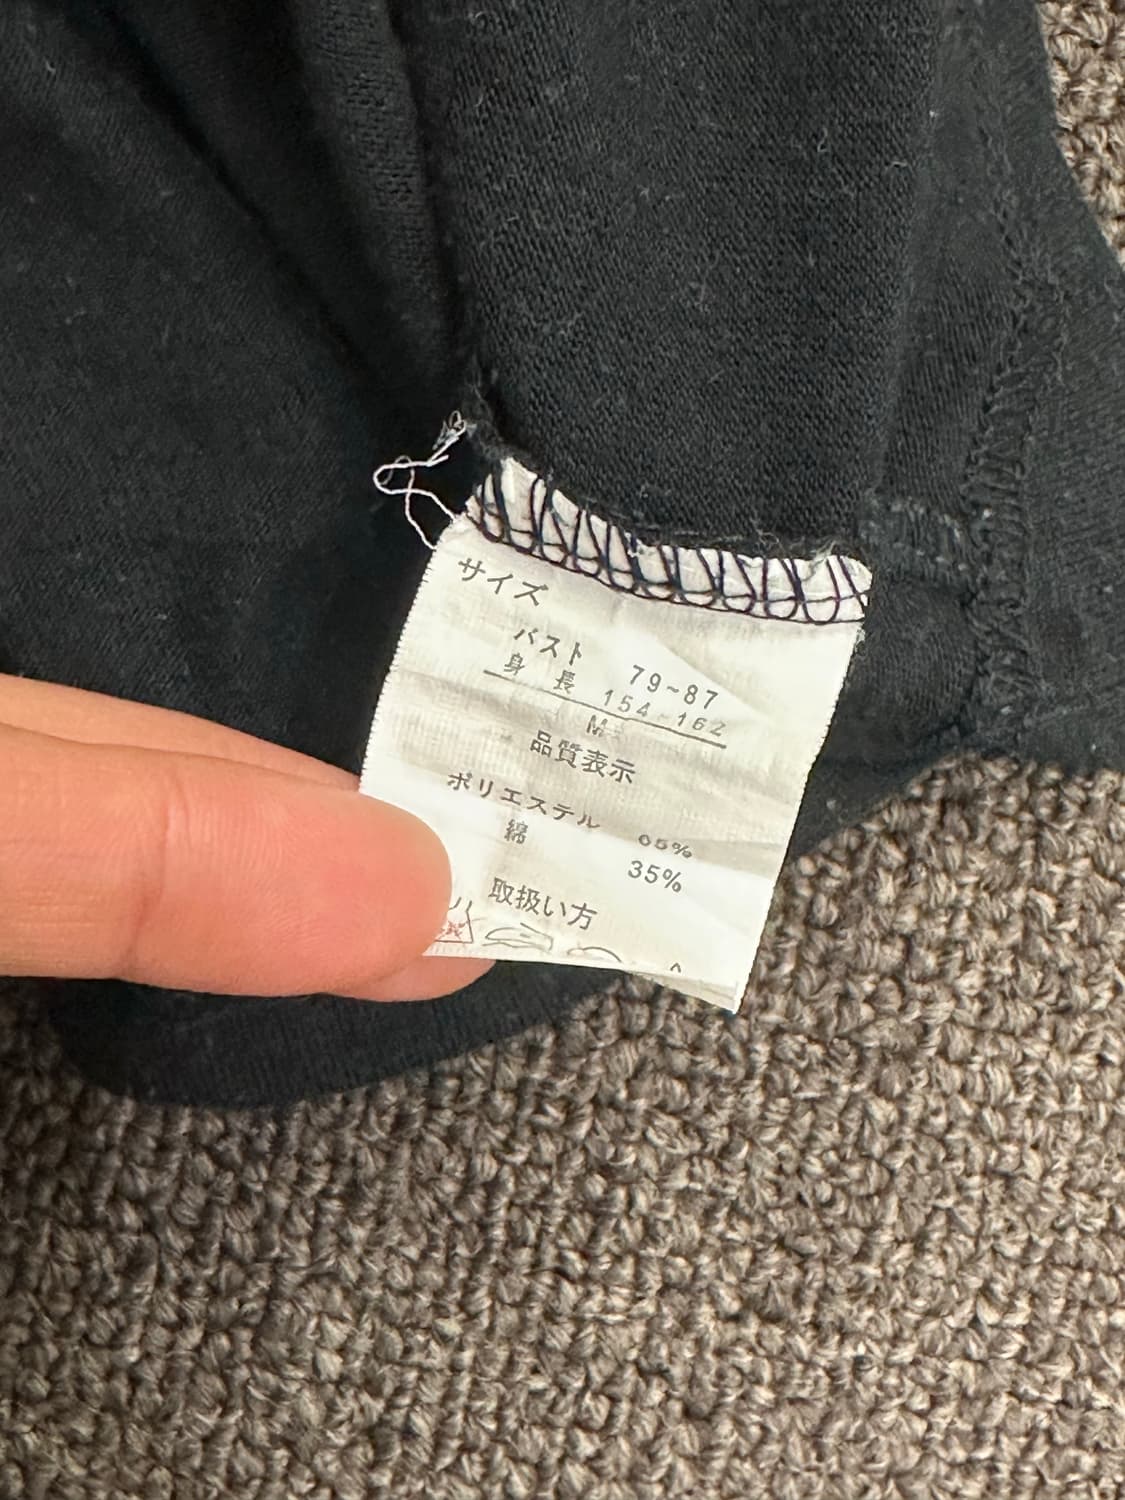 サイズ
バスト 79~87
身長 154-162
M
品質表示
ポリエステル 65%
綿 35%
取扱い方